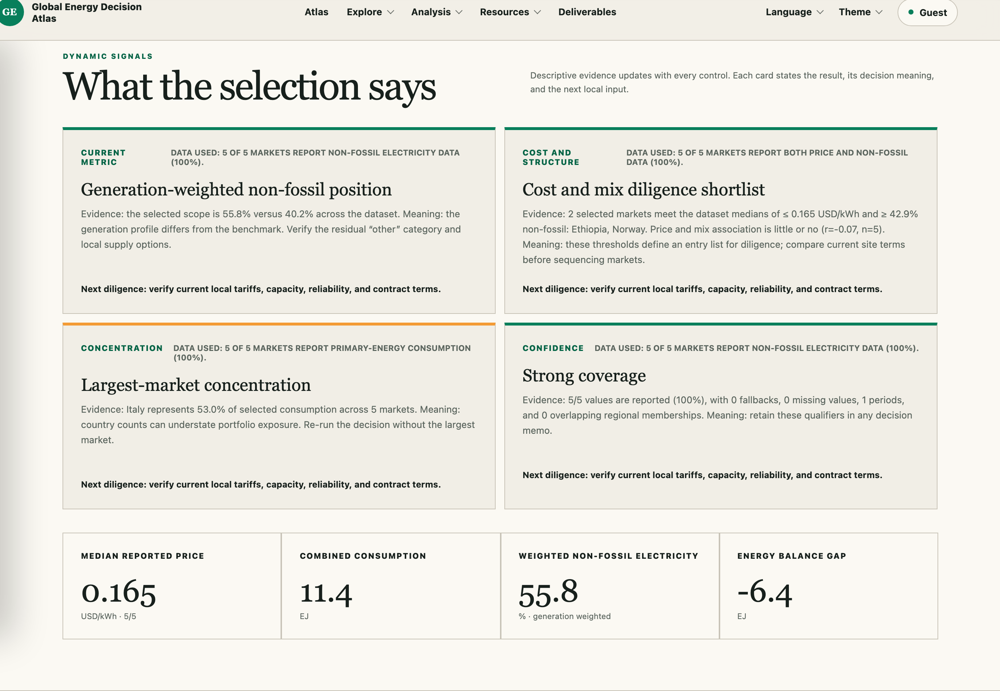 GE
Global Energy Decision
Atlas
Atlas
Explore
Analysis
Resources
Deliverables
Language
Theme
Guest
DYNAMIC SIGNALS
What the selection says
Descriptive evidence updates with every control. Each card states the result, its decision meaning,
and the next local input.
CURRENT
METRIC
DATA USED: 5 OF 5 MARKETS REPORT NON-FOSSIL ELECTRICITY DATA
(100%).
Generation-weighted non-fossil position
Evidence: the selected scope is 55.8% versus 40.2% across the dataset. Meaning: the
generation profile differs from the benchmark. Verify the residual “other” category and
local supply options.
Next diligence: verify current local tariffs, capacity, reliability, and contract terms.
COST AND
STRUCTURE
DATA USED: 5 OF 5 MARKETS REPORT BOTH PRICE AND NON-FOSSIL
DATA (100%).
Cost and mix diligence shortlist
Evidence: 2 selected markets meet the dataset medians of ≤ 0.165 USD/kWh and ≥ 42.9%
non-fossil: Ethiopia, Norway. Price and mix association is little or no (r=-0.07, n=5).
Meaning: these thresholds define an entry list for diligence; compare current site terms
before sequencing markets.
Next diligence: verify current local tariffs, capacity, reliability, and contract terms.
CONCENTRATION
DATA USED: 5 OF 5 MARKETS REPORT PRIMARY-ENERGY CONSUMPTION
(100%).
Largest-market concentration
Evidence: Italy represents 53.0% of selected consumption across 5 markets. Meaning:
country counts can understate portfolio exposure. Re-run the decision without the largest
market.
Next diligence: verify current local tariffs, capacity, reliability, and contract terms.
CONFIDENCE
DATA USED: 5 OF 5 MARKETS REPORT NON-FOSSIL ELECTRICITY DATA (100%).
Strong coverage
Evidence: 5/5 values are reported (100%), with 0 fallbacks, 0 missing values, 1 periods,
and 0 overlapping regional memberships. Meaning: retain these qualifiers in any decision
memo.
Next diligence: verify current local tariffs, capacity, reliability, and contract terms.
MEDIAN REPORTED PRICE
0.165
USD/kWh · 5/5
COMBINED CONSUMPTION
11.4
EJ
WEIGHTED NON-FOSSIL ELECTRICITY
55.8
% · generation weighted
ENERGY BALANCE GAP
-6.4
EJ